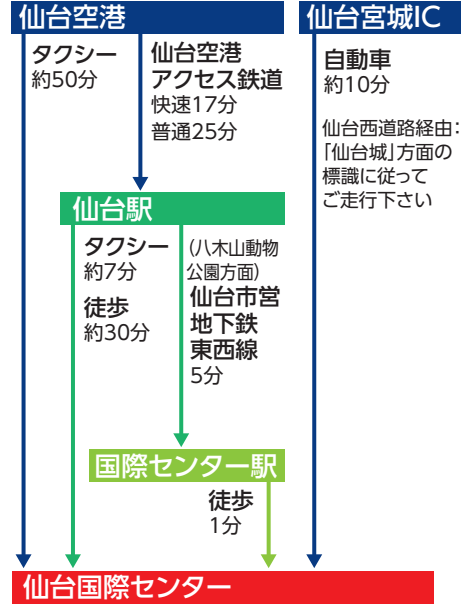 仙台空港
タクシー
約50分
仙台空港
アクセス鉄道
快速17分
普通25分
仙台駅
タクシー
約7分
徒歩
約30分
(八木山動物
公園方面)
仙台市営
地下鉄
東西線
5分
国際センター駅
徒歩
1分
仙台宮城IC
自動車
約10分
仙台西道路経由:
「仙台城」方面の
標識に従って
ご走行下さい
仙台国際センター